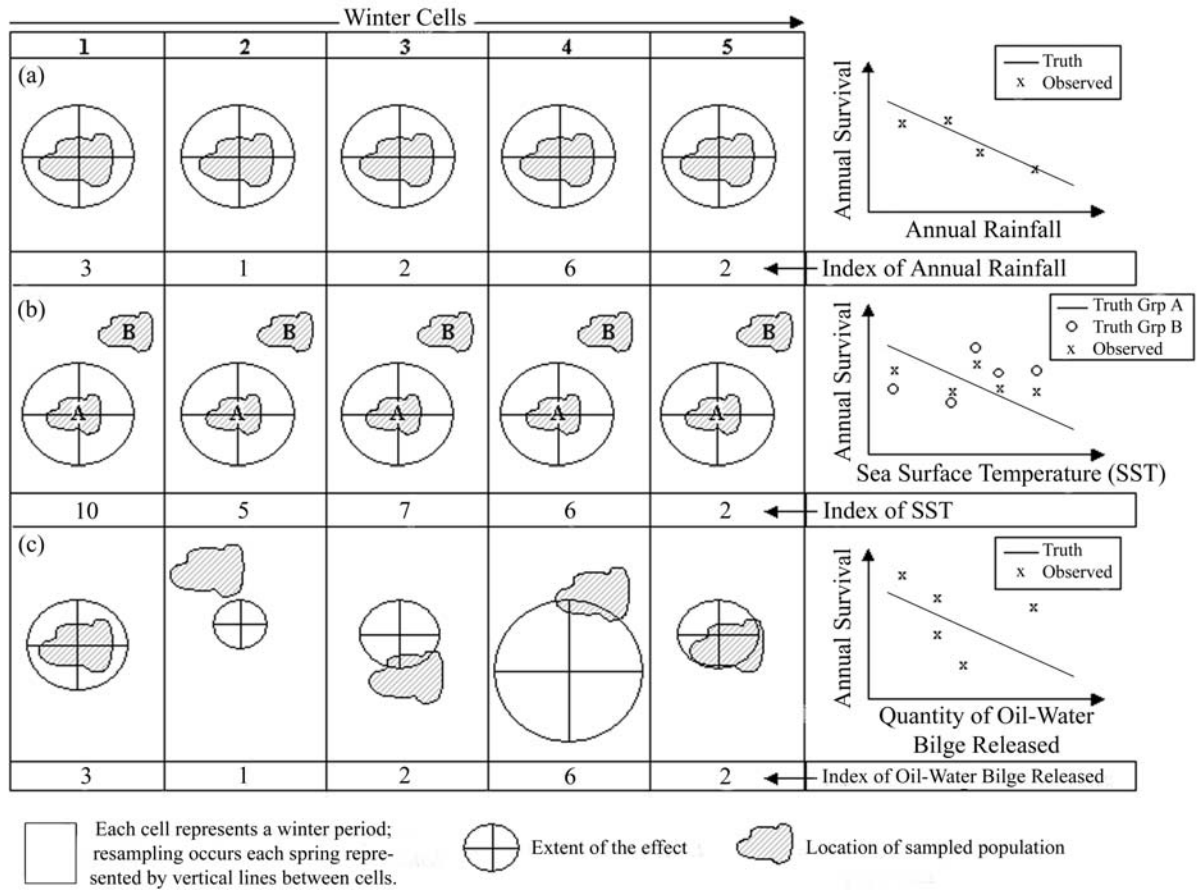 Winter Cells
1 2 3 4 5
(a)
Annual Survival
Truth
x Observed
Annual Rainfall
3 1 2 6 2 Index of Annual Rainfall
(b)
B B B B B
A A A A A
Annual Survival
Truth Grp A
Truth Grp B
x Observed
Sea Surface Temperature (SST)
10 5 7 6 2 Index of SST
(c)
Annual Survival
Truth
x Observed
Quantity of Oil-Water
Bilge Released
3 1 2 6 2 Index of Oil-Water Bilge Released
Each cell represents a winter period;
resampling occurs each spring repre-
sented by vertical lines between cells.
Extent of the effect
Location of sampled population